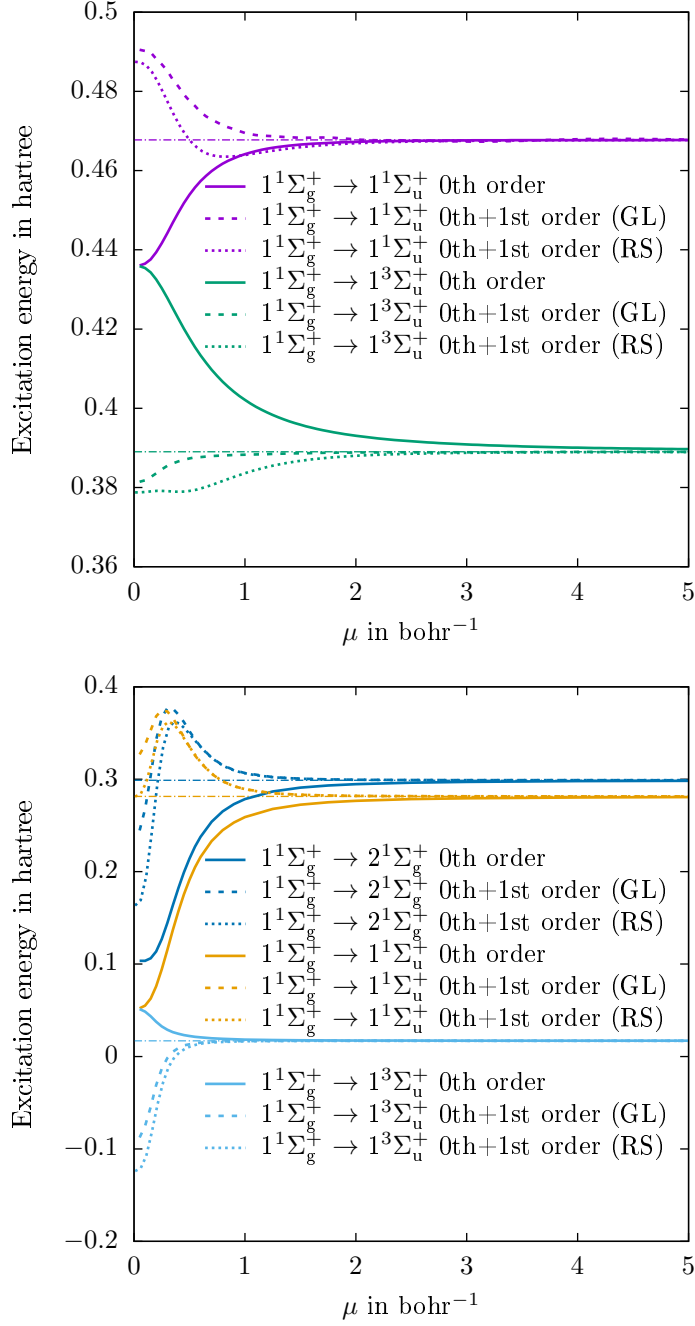 0.5
0.48
0.46
0.44
0.42
0.4
0.38
0.36
Excitation energy in hartree
1¹Σg⁺ → 1¹Σu⁺ 0th order
1¹Σg⁺ → 1¹Σu⁺ 0th+1st order (GL)
1¹Σg⁺ → 1¹Σu⁺ 0th+1st order (RS)
1¹Σg⁺ → 1³Σu⁺ 0th order
1¹Σg⁺ → 1³Σu⁺ 0th+1st order (GL)
1¹Σg⁺ → 1³Σu⁺ 0th+1st order (RS)
0 1 2 3 4 5
μ in bohr⁻¹
0.4
0.3
0.2
0.1
0
−0.1
−0.2
Excitation energy in hartree
1¹Σg⁺ → 2¹Σg⁺ 0th order
1¹Σg⁺ → 2¹Σg⁺ 0th+1st order (GL)
1¹Σg⁺ → 2¹Σg⁺ 0th+1st order (RS)
1¹Σg⁺ → 1¹Σu⁺ 0th order
1¹Σg⁺ → 1¹Σu⁺ 0th+1st order (GL)
1¹Σg⁺ → 1¹Σu⁺ 0th+1st order (RS)
1¹Σg⁺ → 1³Σu⁺ 0th order
1¹Σg⁺ → 1³Σu⁺ 0th+1st order (GL)
1¹Σg⁺ → 1³Σu⁺ 0th+1st order (RS)
0 1 2 3 4 5
μ in bohr⁻¹